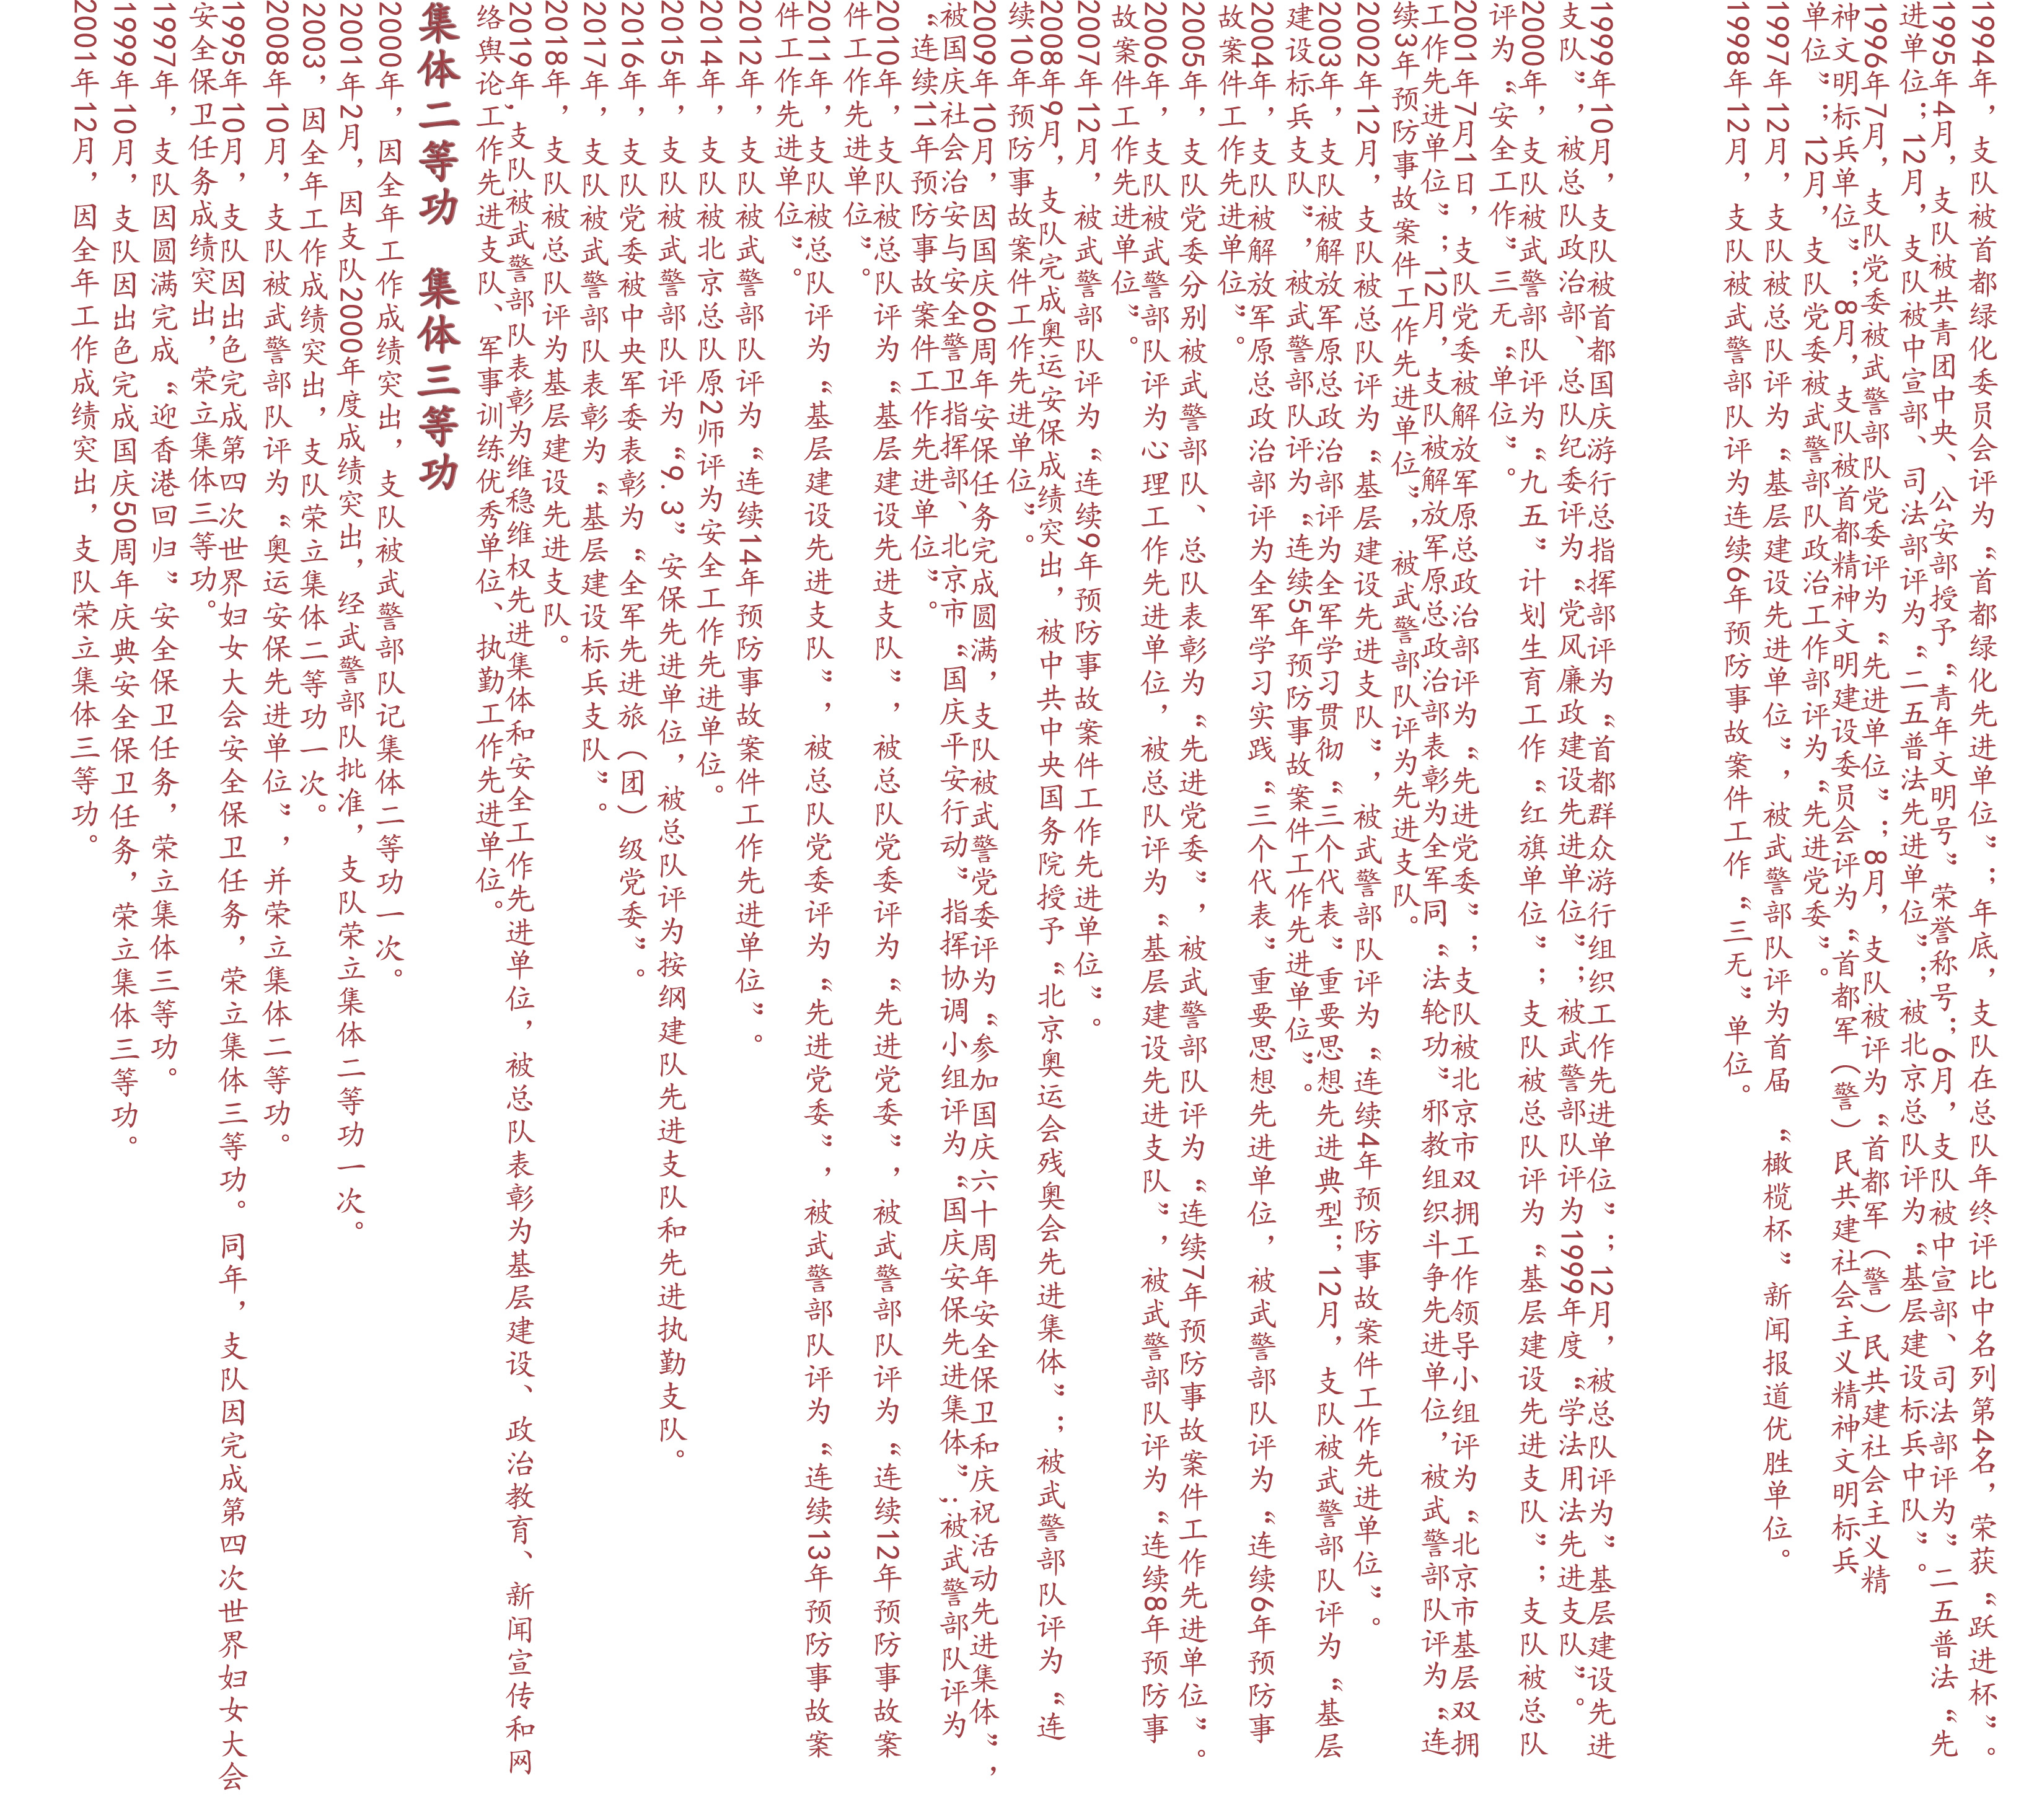 1994年，支队被首都绿化委员会评为“首都绿化先进单位”；年底，支队在总队年终评比中名列第4名，荣获“跃进杯”。
1995年4月，支队被共青团中央、公安部授予“青年文明号”荣誉称号；6月，支队被中宣部、司法部评为”二五普法“先
进单位；12月，支队被中宣部、司法部评为“二五普法先进单位”；被北京总队评为“基层建设标兵中队”。
1996年7月，支队党委被武警部队党委评为“先进单位”；8月，支队被评为“首都军（警）民共建社会主义精
神文明标兵单位”；8月，支队被首都精神文明建设委员会评为“首都军（警）民共建社会主义精神文明标兵
单位”；12月，支队党委被武警部队政治工作部评为“先进党委”。
1997年12月，支队被总队评为“基层建设先进单位”，被武警部队评为首届 “橄榄杯”新闻报道优胜单位。
1998年12月，支队被武警部队评为连续6年预防事故案件工作“三无”单位。
1999年10月，支队被首都国庆游行总指挥部评为“首都群众游行组织工作先进单位”；12月，被总队评为”基层建设先进
支队”，被总队政治部、总队纪委评为“党风廉政建设先进单位”；被武警部队评为1999年度“学法用法先进支队”。
2000年，支队被武警部队评为“九五”计划生育工作“红旗单位”；支队被总队评为“基层建设先进支队”；支队被总队
评为“安全工作”三无“单位”。
2001年7月1日，支队党委被解放军原总政治部评为“先进党委”；支队被北京市双拥工作领导小组评为“北京市基层双拥
工作先进单位”；12月，支队被解放军原总政治部表彰为全军同“法轮功”邪教组织斗争先进单位，被武警部队评为“连
续3年预防事故案件工作先进单位”，被武警部队评为先进支队。
2002年12月，支队被总队评为“基层建设先进支队”，被武警部队评为“连续4年预防事故案件工作先进单位”。
2003年，支队被解放军原总政治部评为全军学习贯彻“三个代表”重要思想先进典型；12月，支队被武警部队评为“基层
建设标兵支队”，被武警部队评为“连续5年预防事故案件工作先进单位”。
2004年，支队被解放军原总政治部评为全军学习实践“三个代表”重要思想先进单位，被武警部队评为“连续6年预防事
故案件工作先进单位”。
2005年，支队党委分别被武警部队、总队表彰为“先进党委”，被武警部队评为“连续7年预防事故案件工作先进单位”。
2006年，支队被武警部队评为心理工作先进单位，被总队评为“基层建设先进支队”，被武警部队评为“连续8年预防事
故案件工作先进单位”。
2007年12月，被武警部队评为“连续9年预防事故案件工作先进单位”。
2008年9月，支队完成奥运安保成绩突出，被中共中央国务院授予“北京奥运会残奥会先进集体”；被武警部队评为“连
续10年预防事故案件工作先进单位”。
2009年10月，因国庆60周年安保任务完成圆满，支队被武警党委评为“参加国庆六十周年安全保卫和庆祝活动先进集体”，
被国庆社会治安与安全警卫指挥部、北京市“国庆平安行动”指挥协调小组评为“国庆安保先进集体”；被武警部队评为
“连续11年预防事故案件工作先进单位”。
2010年，支队被总队评为“基层建设先进支队”，被总队党委评为“先进党委”，被武警部队评为“连续12年预防事故案
件工作先进单位”。
2011年，支队被总队评为“基层建设先进支队”，被总队党委评为“先进党委”，被武警部队评为“连续13年预防事故案
件工作先进单位”。
2012年，支队被武警部队评为“连续14年预防事故案件工作先进单位”。
2014年，支队被北京总队原2师评为安全工作先进单位。
2015年，支队被武警部队评为“9.3”安保先进单位，被总队评为按纲建队先进支队和先进执勤支队。
2016年，支队党委被中央军委表彰为“全军先进旅（团）级党委”。
2017年，支队被武警部队表彰为“基层建设标兵支队”。
2018年，支队被总队评为基层建设先进支队。
2019年，支队被武警部队表彰为维稳维权先进集体和安全工作先进单位，被总队表彰为基层建设、政治教育、新闻宣传和网
络舆论工作先进支队、军事训练优秀单位、执勤工作先进单位。
集体二等功 集体三等功
2000年，因全年工作成绩突出，支队被武警部队记集体二等功一次。
2001年2月，因支队2000年度成绩突出，经武警部队批准，支队荣立集体二等功一次。
2003，因全年工作成绩突出，支队荣立集体二等功一次。
2008年10月，支队被武警部队评为“奥运安保先进单位”，并荣立集体二等功。
1995年10月，支队因出色完成第四次世界妇女大会安全保卫任务，荣立集体三等功。同年，支队因完成第四次世界妇女大会
安全保卫任务成绩突出，荣立集体三等功。
1997年，支队因圆满完成“迎香港回归”安全保卫任务，荣立集体三等功。
1999年10月，支队因出色完成国庆50周年庆典安全保卫任务，荣立集体三等功。
2001年12月，因全年工作成绩突出，支队荣立集体三等功。